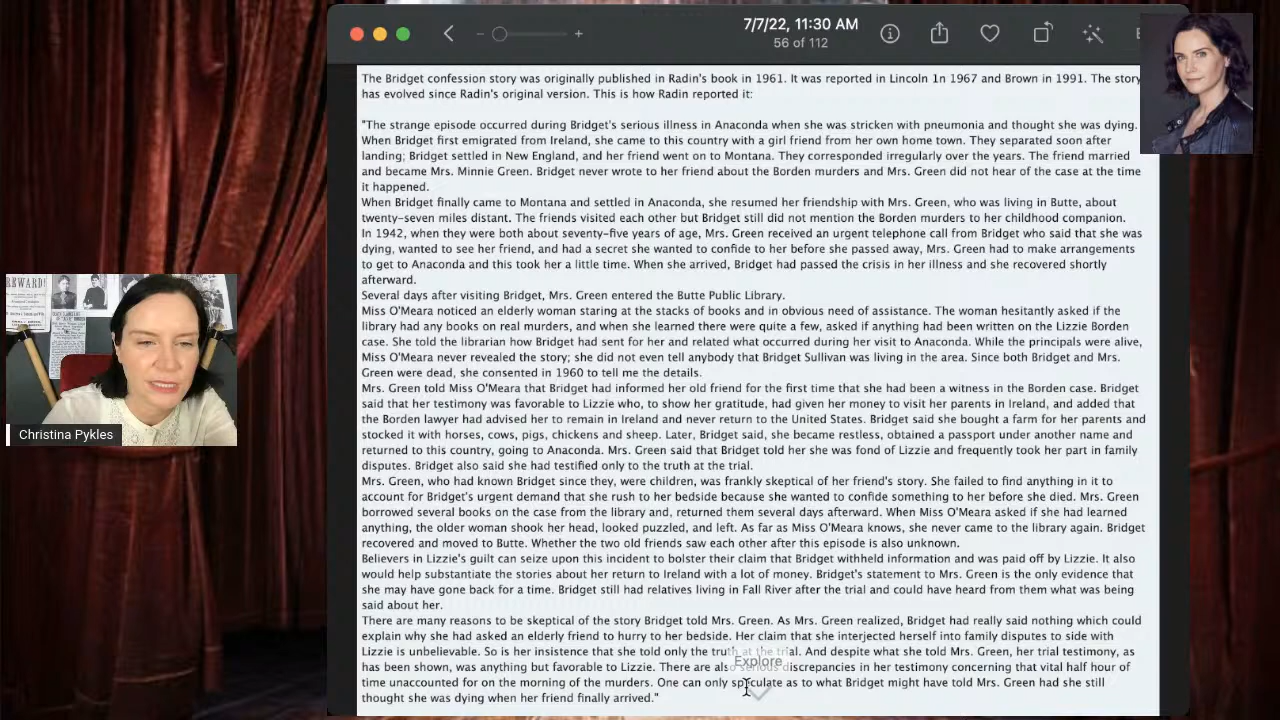 7/7/22, 11:30 AM
56 of 112
The Bridget confession story was originally published in Radin's book in 1961. It was reported in Lincoln 1n 1967 and Brown in 1991. The story
has evolved since Radin's original version. This is how Radin reported it:
"The strange episode occurred during Bridget's serious illness in Anaconda when she was stricken with pneumonia and thought she was dying.
When Bridget first emigrated from Ireland, she came to this country with a girl friend from her own home town. They separated soon after
landing; Bridget settled in New England, and her friend went on to Montana. They corresponded irregularly over the years. The friend married
and became Mrs. Minnie Green. Bridget never wrote to her friend about the Borden murders and Mrs. Green did not hear of the case at the time
it happened.
When Bridget finally came to Montana and settled in Anaconda, she resumed her friendship with Mrs. Green, who was living in Butte, about
twenty-seven miles distant. The friends visited each other but Bridget still did not mention the Borden murders to her childhood companion.
In 1942, when they were both about seventy-five years of age, Mrs. Green received an urgent telephone call from Bridget who said that she was
dying, wanted to see her friend, and had a secret she wanted to confide to her before she passed away, Mrs. Green had to make arrangements
to get to Anaconda and this took her a little time. When she arrived, Bridget had passed the crisis in her illness and she recovered shortly
afterward.
Several days after visiting Bridget, Mrs. Green entered the Butte Public Library.
Miss O'Meara noticed an elderly woman staring at the stacks of books and in obvious need of assistance. The woman hesitantly asked if the
library had any books on real murders, and when she learned there were quite a few, asked if anything had been written on the Lizzie Borden
case. She told the librarian how Bridget had sent for her and related what occurred during her visit to Anaconda. While the principals were alive,
Miss O'Meara never revealed the story; she did not even tell anybody that Bridget Sullivan was living in the area. Since both Bridget and Mrs.
Green were dead, she consented in 1960 to tell me the details.
Mrs. Green told Miss O'Meara that Bridget had informed her old friend for the first time that she had been a witness in the Borden case. Bridget
said that her testimony was favorable to Lizzie who, to show her gratitude, had given her money to visit her parents in Ireland, and added that
the Borden lawyer had advised her to remain in Ireland and never return to the United States. Bridget said she bought a farm for her parents and
stocked it with horses, cows, pigs, chickens and sheep. Later, Bridget said, she became restless, obtained a passport under another name and
returned to this country, going to Anaconda. Mrs. Green said that Bridget told her she was fond of Lizzie and frequently took her part in family
disputes. Bridget also said she had testified only to the truth at the trial.
Mrs. Green, who had known Bridget since they, were children, was frankly skeptical of her friend's story. She failed to find anything in it to
account for Bridget's urgent demand that she rush to her bedside because she wanted to confide something to her before she died. Mrs. Green
borrowed several books on the case from the library and, returned them several days afterward. When Miss O'Meara asked if she had learned
anything, the older woman shook her head, looked puzzled, and left. As far as Miss O'Meara knows, she never came to the library again. Bridget
recovered and moved to Butte. Whether the two old friends saw each other after this episode is also unknown.
Believers in Lizzie's guilt can seize upon this incident to bolster their claim that Bridget withheld information and was paid off by Lizzie. It also
would help substantiate the stories about her return to Ireland with a lot of money. Bridget's statement to Mrs. Green is the only evidence that
she may have gone back for a time. Bridget still had relatives living in Fall River after the trial and could have heard from them what was being
said about her.
There are many reasons to be skeptical of the story Bridget told Mrs. Green. As Mrs. Green realized, Bridget had really said nothing which could
explain why she had asked an elderly friend to hurry to her bedside. Her claim that she interjected herself into family disputes to side with
Lizzie is unbelievable. So is her insistence that she told only the truth at the trial. And despite what she told Mrs. Green, her trial testimony, as
has been shown, was anything but favorable to Lizzie. There are also serious discrepancies in her testimony concerning that vital half hour of
time unaccounted for on the morning of the murders. One can only speculate as to what Bridget might have told Mrs. Green had she still
thought she was dying when her friend finally arrived."
Explore
REWARD!
Christina Pykles